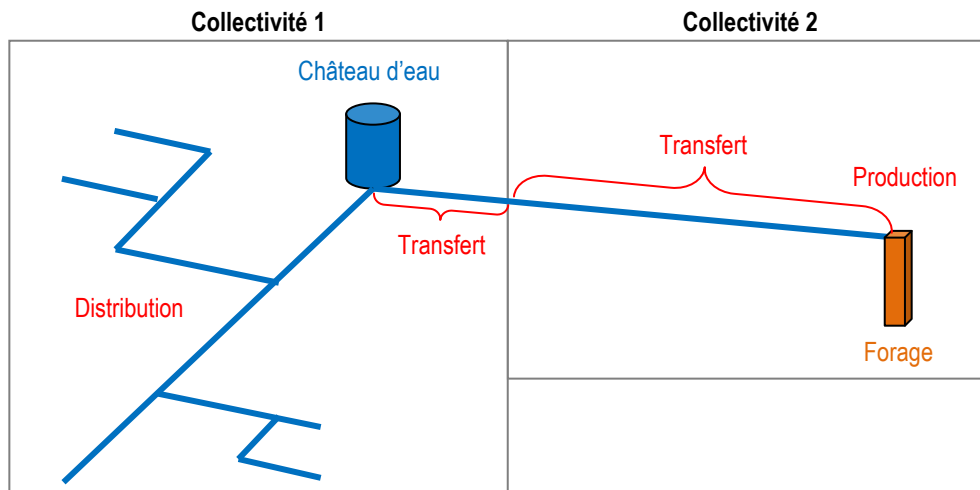 Collectivité 1
Collectivité 2
Château d'eau
Transfert
Production
Transfert
Distribution
Forage